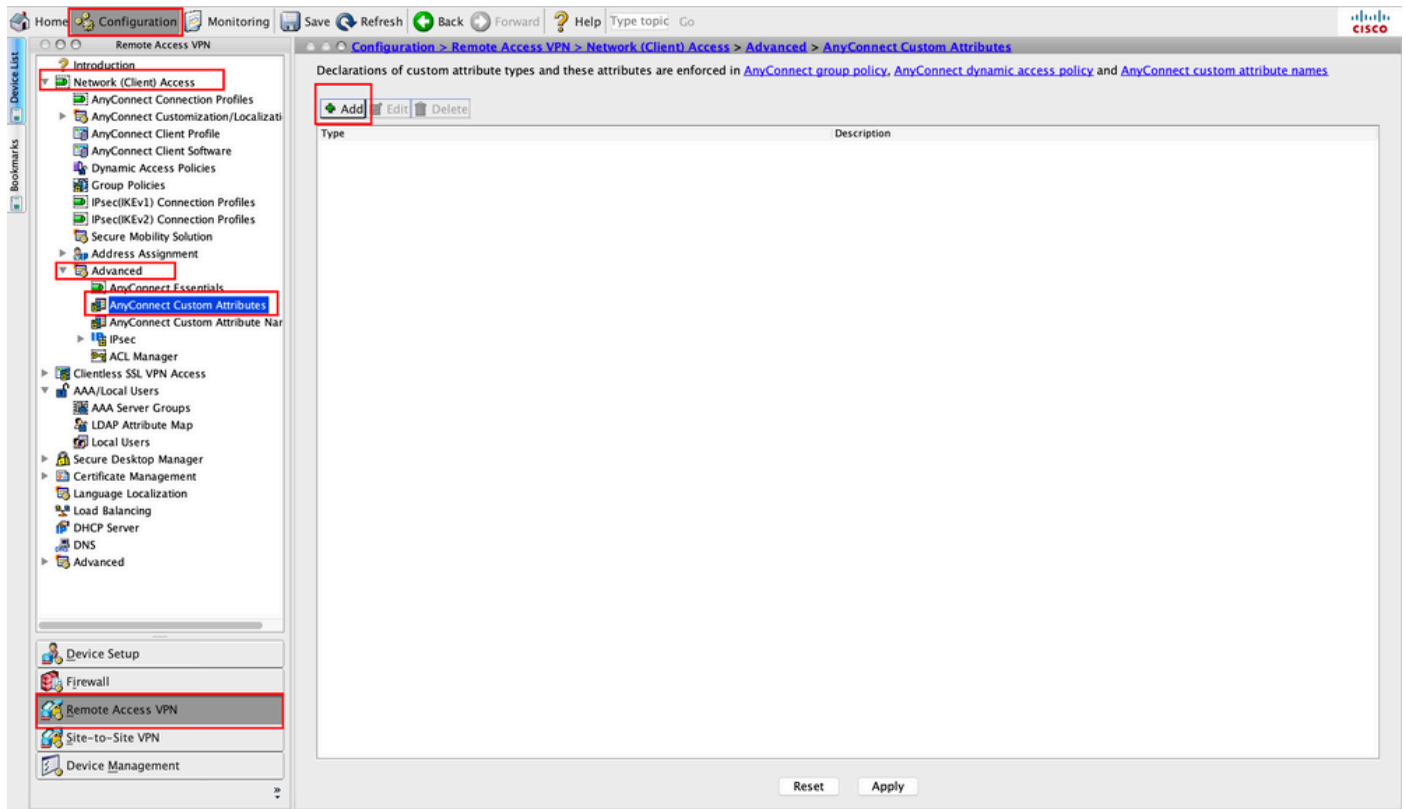 Home Configuration Monitoring Save Refresh Back Forward Help Type topic Go
CISCO
Device List
Bookmarks
Remote Access VPN
Introduction
Network (Client) Access
AnyConnect Connection Profiles
AnyConnect Customization/Localizati
AnyConnect Client Profile
AnyConnect Client Software
Dynamic Access Policies
Group Policies
IPsec(IKEv1) Connection Profiles
IPsec(IKEv2) Connection Profiles
Secure Mobility Solution
Address Assignment
Advanced
AnyConnect Essentials
AnyConnect Custom Attributes
AnyConnect Custom Attribute Nar
IPsec
ACL Manager
Clientless SSL VPN Access
AAA/Local Users
AAA Server Groups
LDAP Attribute Map
Local Users
Secure Desktop Manager
Certificate Management
Language Localization
Load Balancing
DHCP Server
DNS
Advanced
Device Setup
Firewall
Remote Access VPN
Site-to-Site VPN
Device Management
Configuration > Remote Access VPN > Network (Client) Access > Advanced > AnyConnect Custom Attributes
Declarations of custom attribute types and these attributes are enforced in AnyConnect group policy, AnyConnect dynamic access policy and AnyConnect custom attribute names
Add Edit Delete
Type Description
Reset Apply